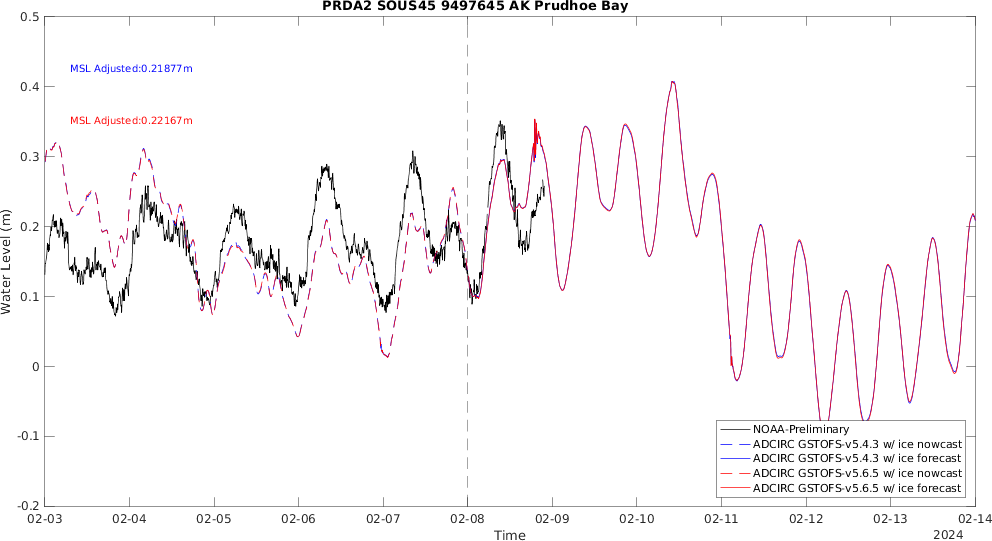 PRDA2 SOUS45 9497645 AK Prudhoe Bay
0.5
MSL Adjusted:0.21877m
0.4
MSL Adjusted:0.22167m
0.3
0.2
Water Level (m)
0.1
0
-0.1
-0.2
NOAA-Preliminary
ADCIRC GSTOFS-v5.4.3 w/ ice nowcast
ADCIRC GSTOFS-v5.4.3 w/ ice forecast
ADCIRC GSTOFS-v5.6.5 w/ ice nowcast
ADCIRC GSTOFS-v5.6.5 w/ ice forecast
02-03 02-04 02-05 02-06 02-07 02-08 02-09 02-10 02-11 02-12 02-13 02-14
Time
2024